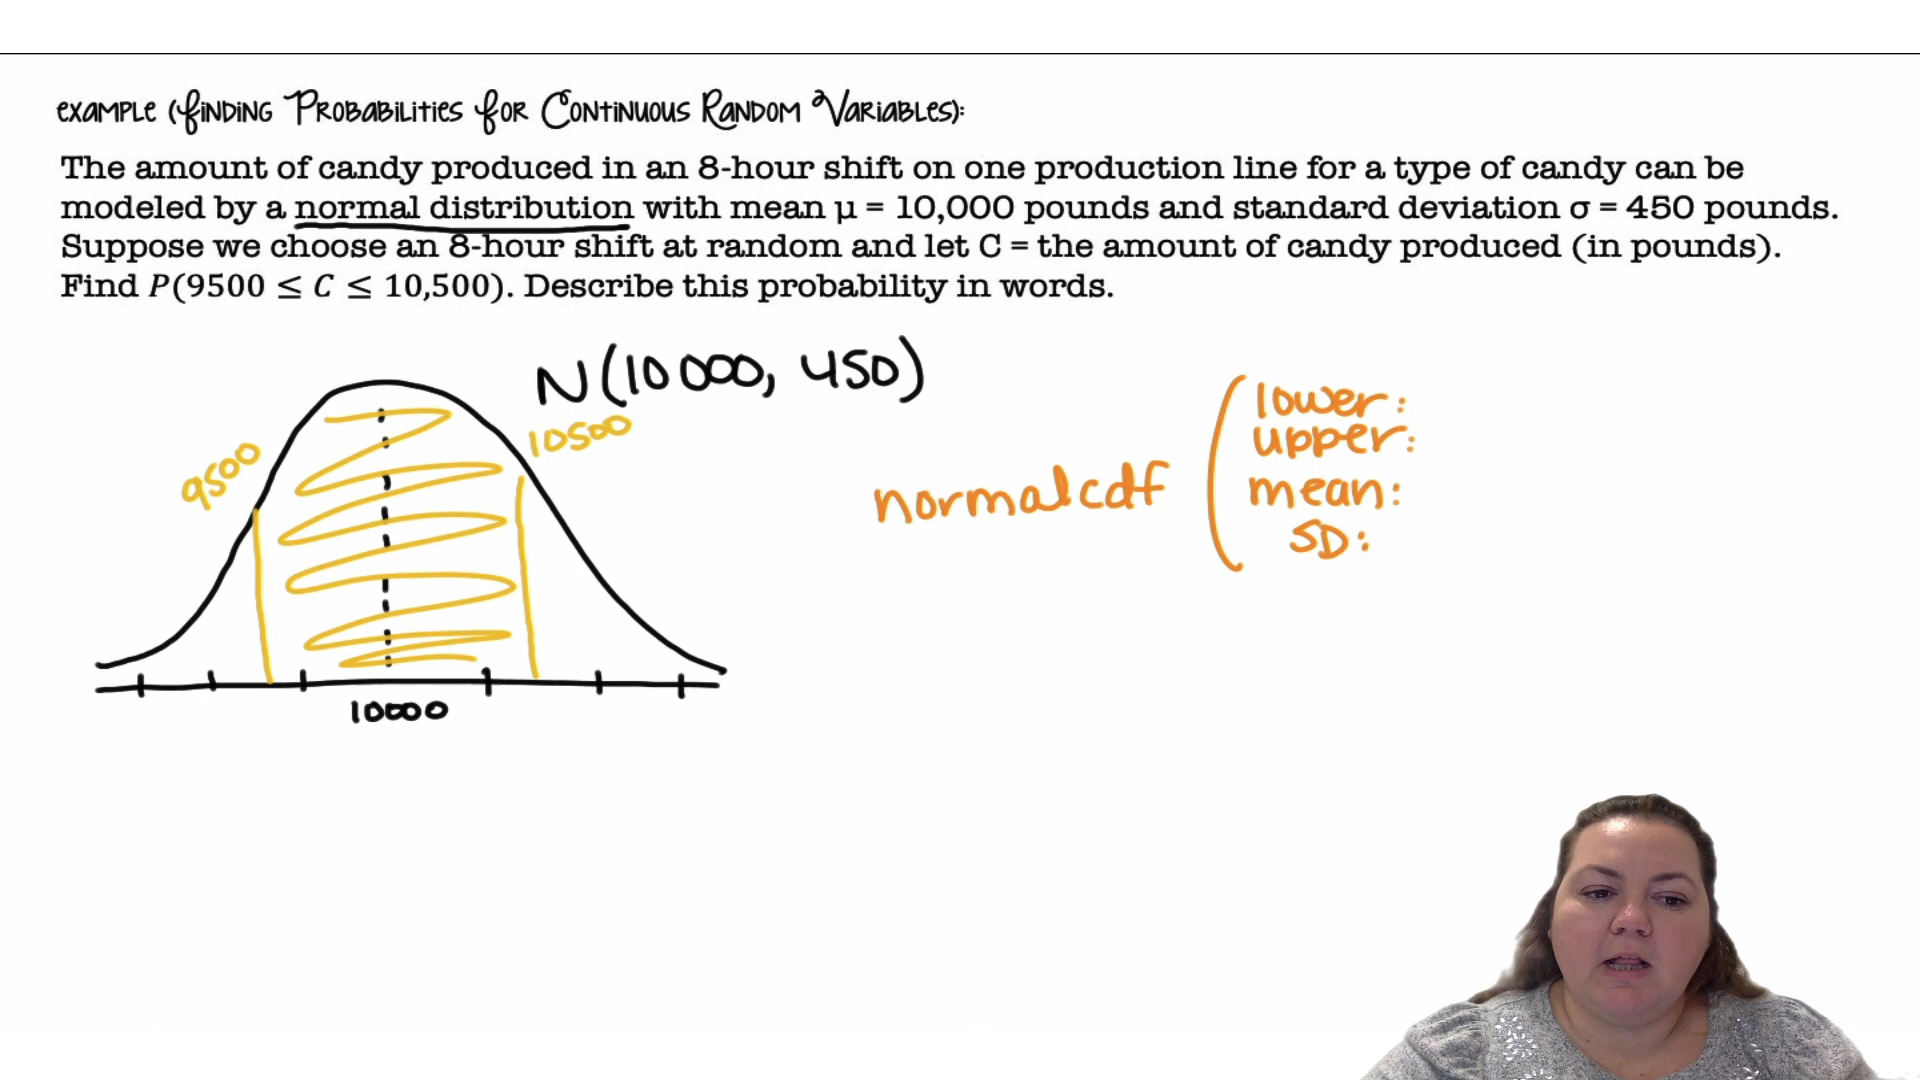 example (Finding Probabilities for Continuous Random Variables):
The amount of candy produced in an 8-hour shift on one production line for a type of candy can be
modeled by a normal distribution with mean μ = 10,000 pounds and standard deviation σ = 450 pounds.
Suppose we choose an 8-hour shift at random and let C = the amount of candy produced (in pounds).
Find P(9500 ≤ C ≤ 10,500). Describe this probability in words.
N(10000, 450)
9500
10500
10000
normalcdf
lower:
upper:
mean:
SD: